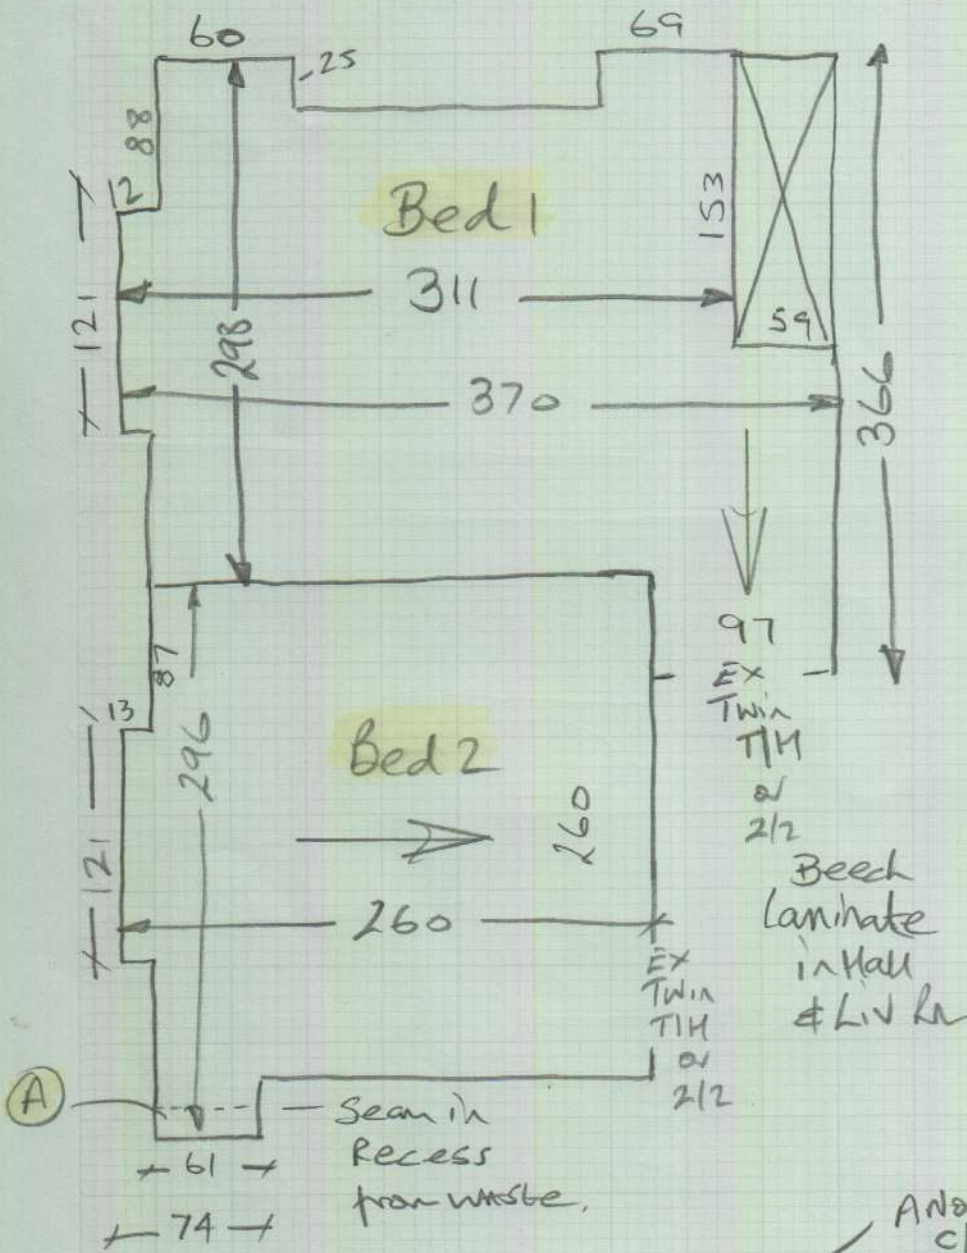 60
69
25
88
12
Bed 1
153
311
121
298
59
370
366
97
EX
Twin
T/H
or
2/2
87
13
296
Bed 2
260
121
260
Beech
Laminate
in Hall
& Liv Rm
EX
Twin
T/H
or
2/2
A
Seam in
Recess
from waste.
61
74